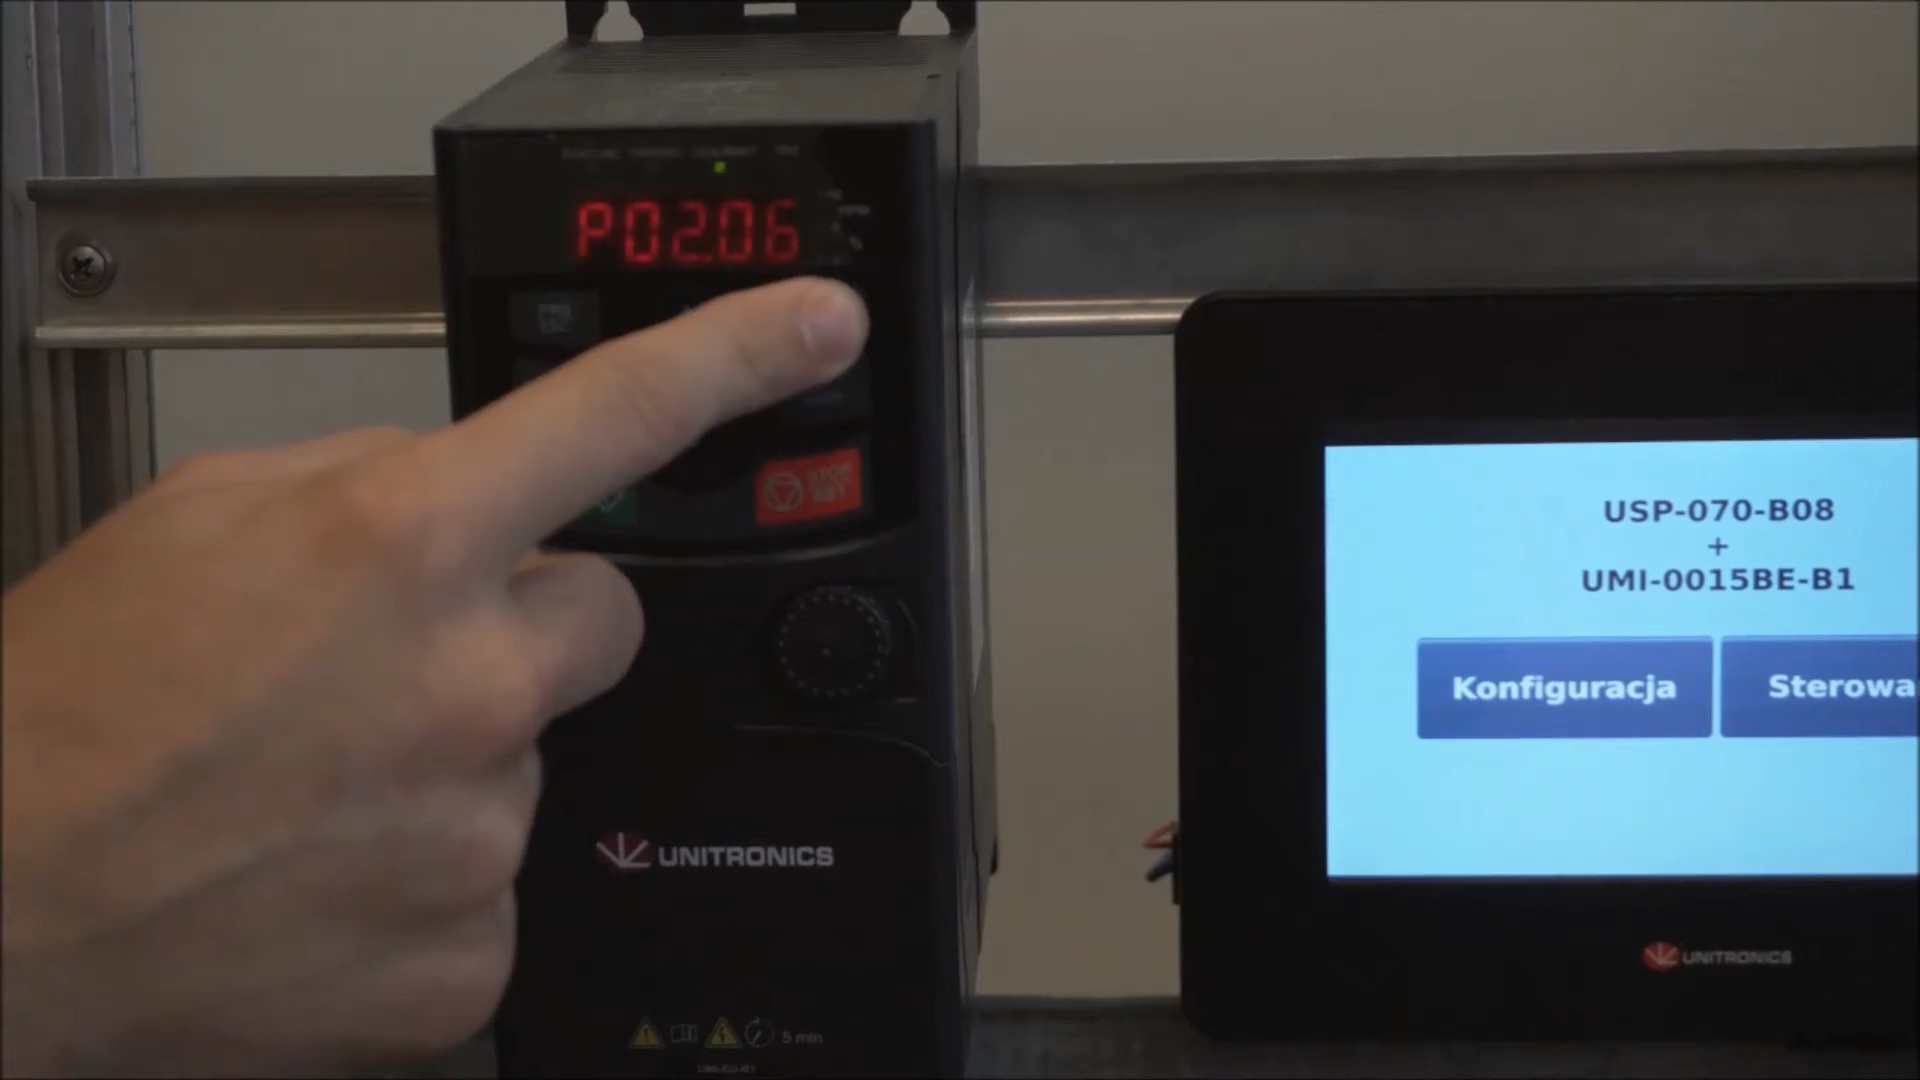 P02.06
STOP
RST
UNITRONICS
5 min
USP-070-B08
+
UMI-0015BE-B1
Konfiguracja
Sterowa
UNITRONICS